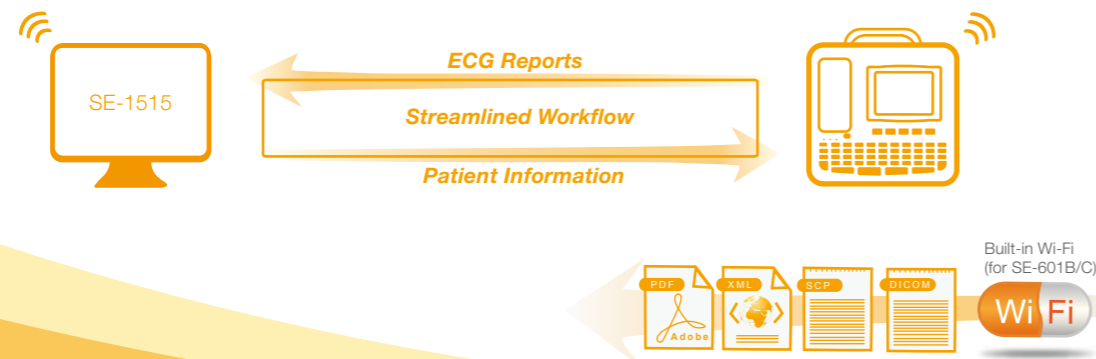 ECG Reports
SE-1515
Streamlined Workflow
Patient Information
Built-in Wi-Fi
(for SE-601B/C)
PDF
XML
SCP
DICOM
Adobe
Wi Fi